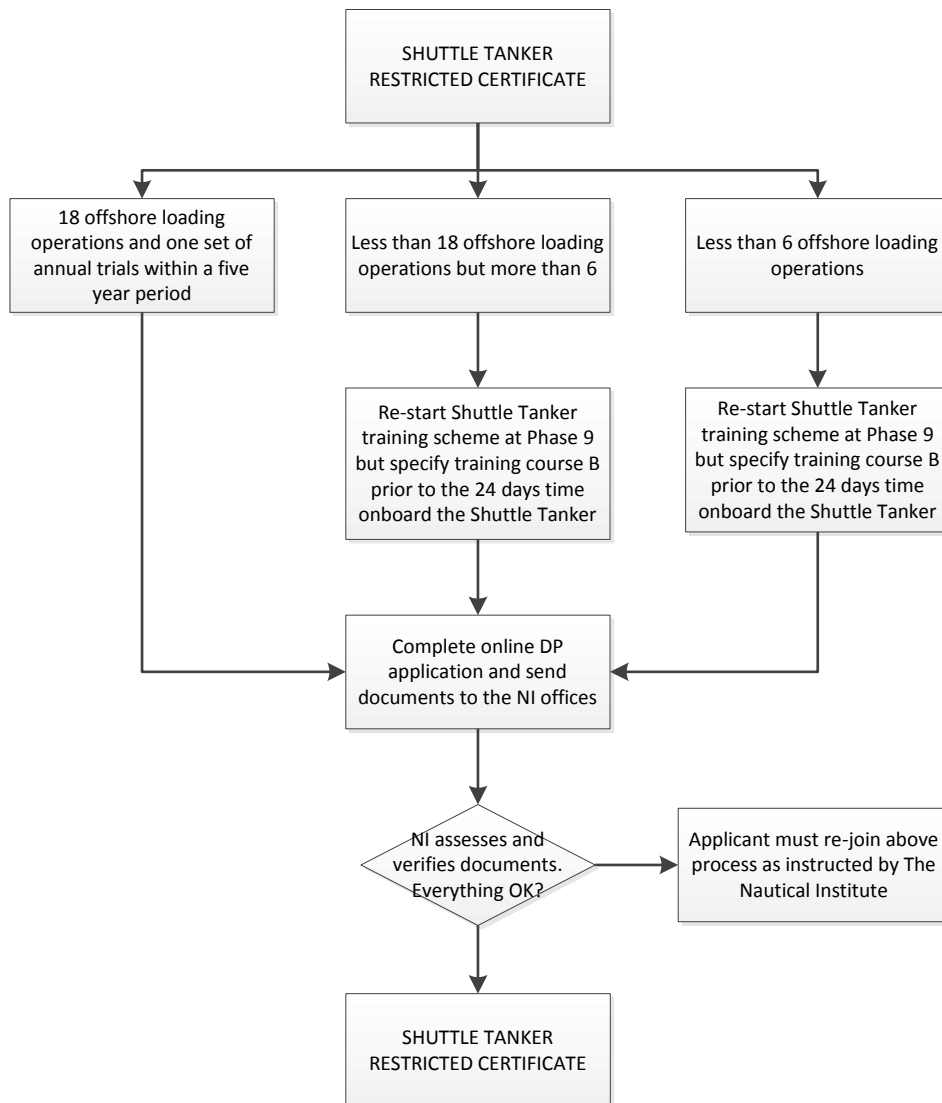 SHUTTLE TANKER
RESTRICTED CERTIFICATE
18 offshore loading
operations and one set of
annual trials within a five
year period
Less than 18 offshore loading
operations but more than 6
Less than 6 offshore loading
operations
Re-start Shuttle Tanker
training scheme at Phase 9
but specify training course B
prior to the 24 days time
onboard the Shuttle Tanker
Re-start Shuttle Tanker
training scheme at Phase 9
but specify training course B
prior to the 24 days time
onboard the Shuttle Tanker
Complete online DP
application and send
documents to the NI offices
NI assesses and
verifies documents.
Everything OK?
Applicant must re-join above
process as instructed by The
Nautical Institute
SHUTTLE TANKER
RESTRICTED CERTIFICATE